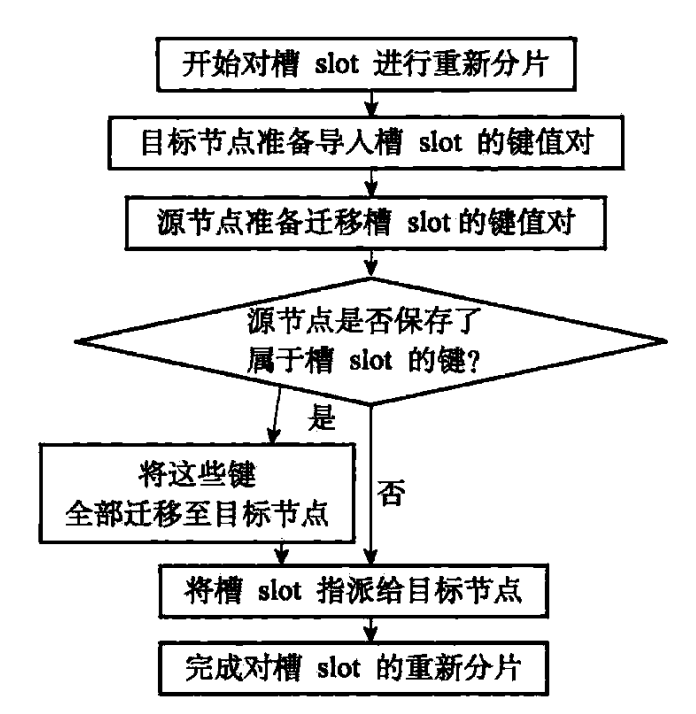 开始对槽 slot 进行重新分片
目标节点准备导入槽 slot 的键值对
源节点准备迁移槽 slot 的键值对
源节点是否保存了
属于槽 slot 的键?
是
将这些键
全部迁移至目标节点
否
将槽 slot 指派给目标节点
完成对槽 slot 的重新分片